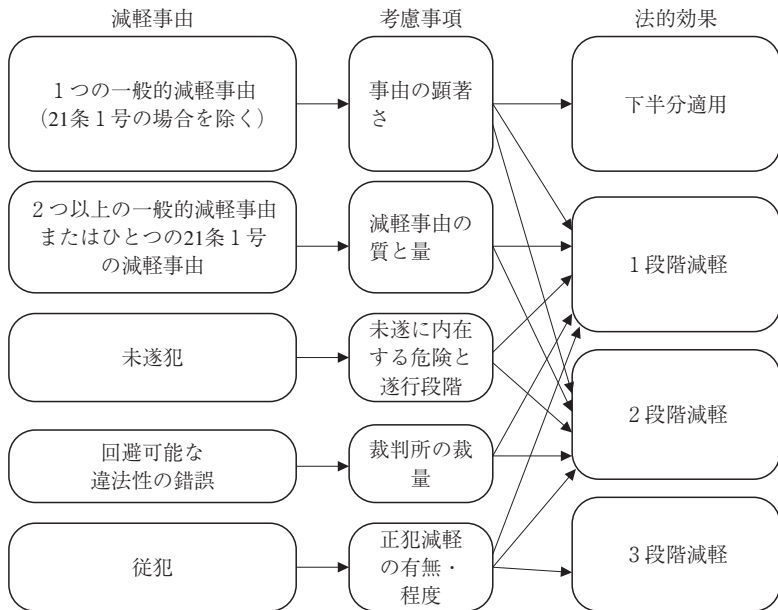 減軽事由
考慮事項
法的効果
１つの一般的減軽事由
（21条１号の場合を除く）
事由の顕著
さ
下半分適用
２つ以上の一般的減軽事由
またはひとつの21条１号
の減軽事由
減軽事由の
質と量
１段階減軽
未遂犯
未遂に内在
する危険と
遂行段階
２段階減軽
回避可能な
違法性の錯誤
裁判所の裁
量
従犯
正犯減軽
の有無・
程度
３段階減軽